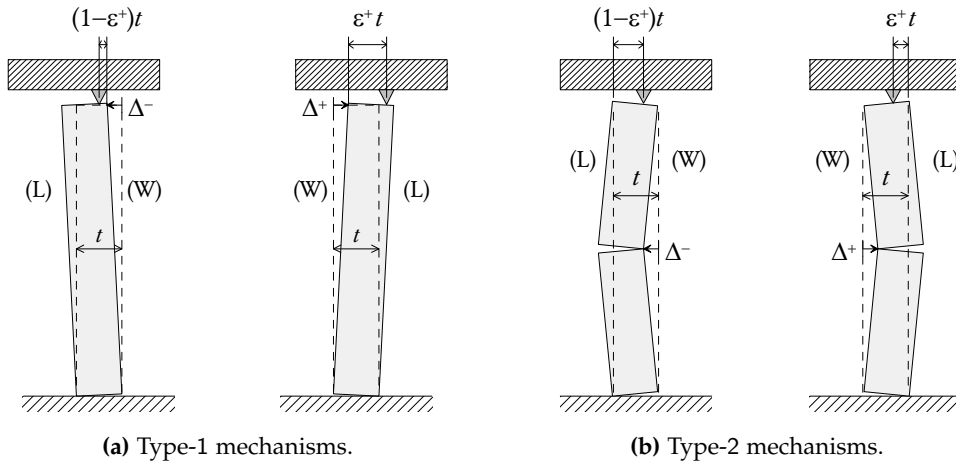 (1−ε⁺)t ε⁺ t (1−ε⁺)t ε⁺ t
Δ⁻ Δ⁺
(L) (W) (W) (L) (L) (W) (W) (L)
t t t t
Δ⁻ Δ⁺
(a) Type-1 mechanisms. (b) Type-2 mechanisms.